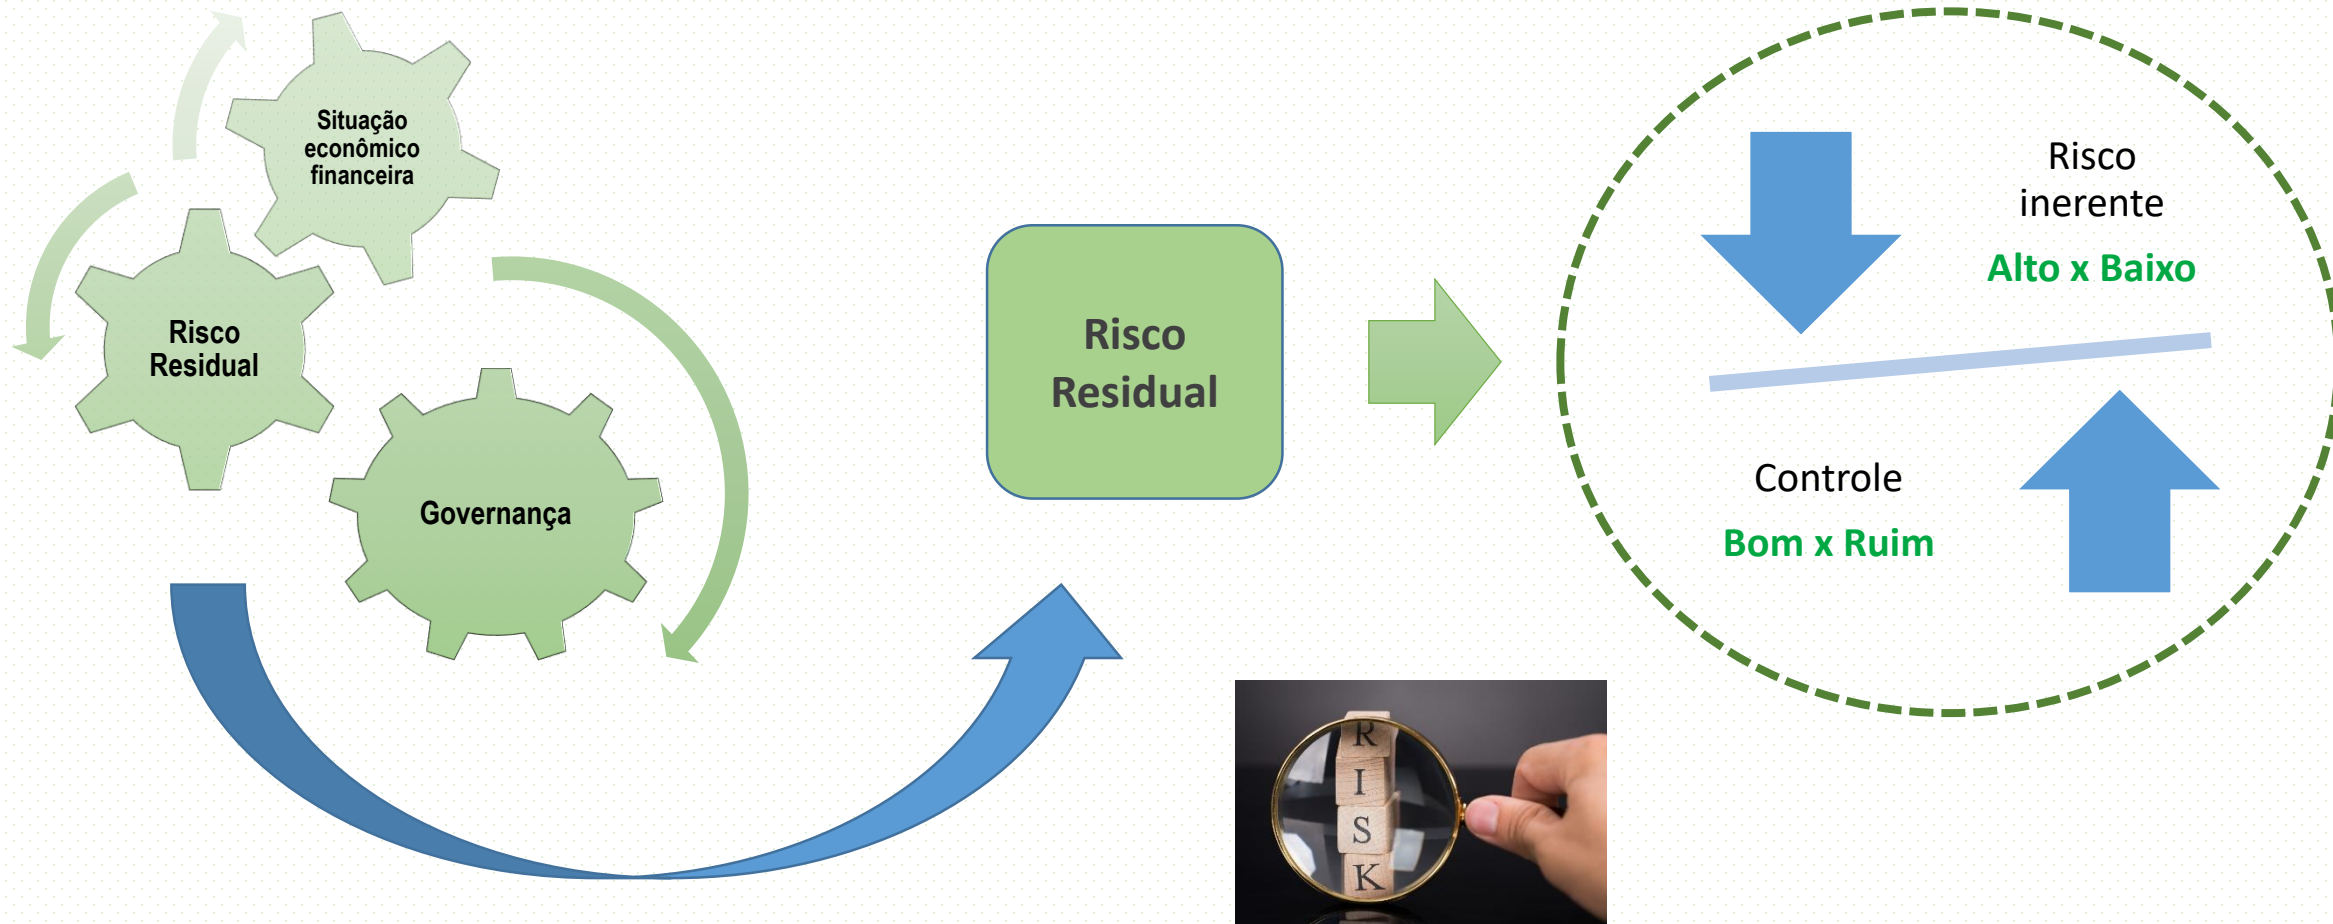 Situação
econômico
financeira
Risco
Residual
Governança
Risco
Residual
Risco
inerente
Alto x Baixo
Controle
Bom x Ruim
R
I
S
K